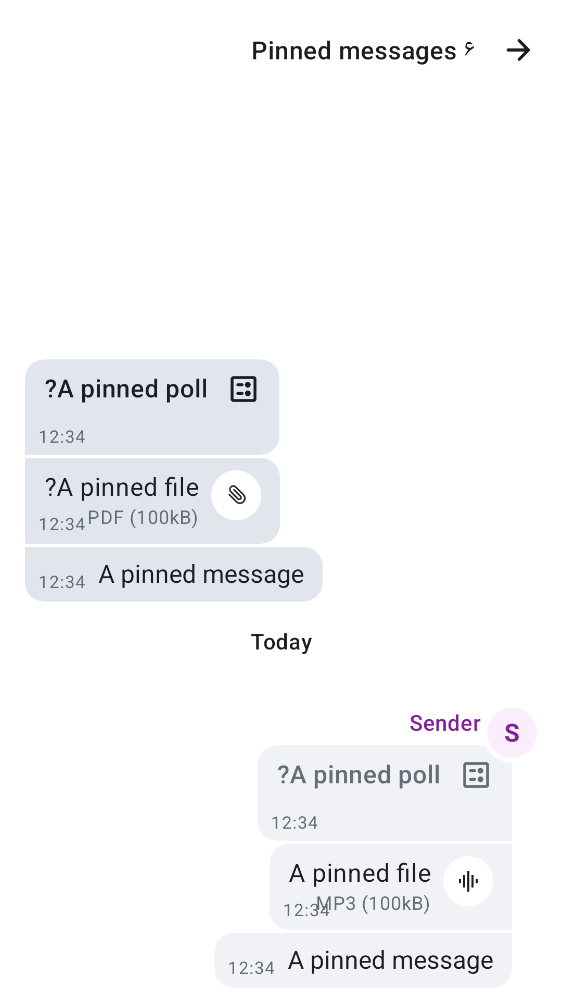 Pinned messages ۶
?A pinned poll
12:34
?A pinned file
12:34 PDF (100kB)
12:34 A pinned message
Today
Sender S
?A pinned poll
12:34
A pinned file
12:34 MP3 (100kB)
12:34 A pinned message